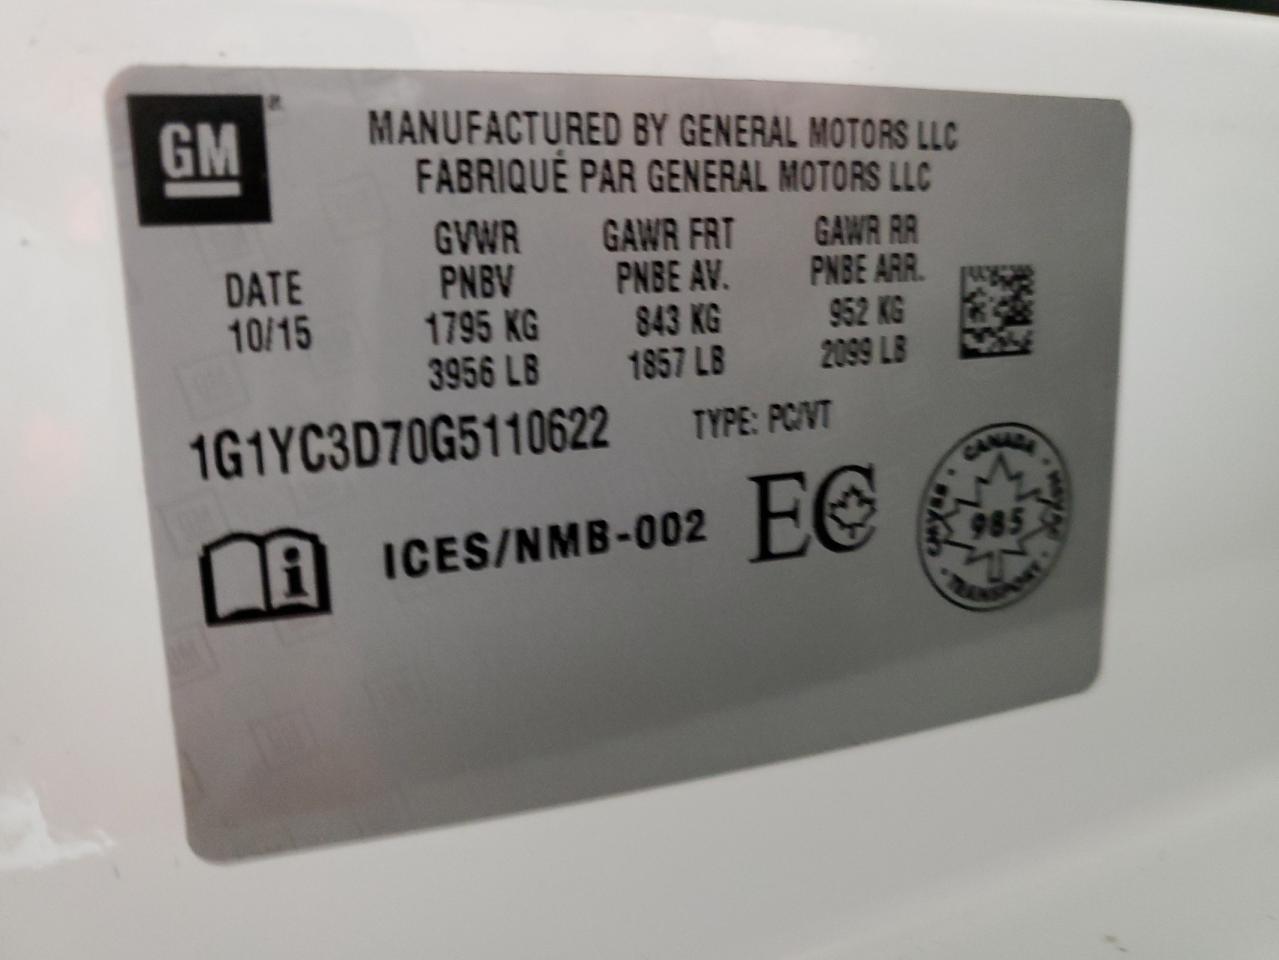 GM
MANUFACTURED BY GENERAL MOTORS LLC
FABRIQUÉ PAR GENERAL MOTORS LLC
DATE
10/15
GVWR
PNBV
1795 KG
3956 LB
GAWR FRT
PNBE AV.
843 KG
1857 LB
GAWR RR
PNBE ARR.
952 KG
2099 LB
1G1YC3D70G5110622
TYPE: PC/VT
i
ICES/NMB-002
EC
CANADA
985
TRANSPORT